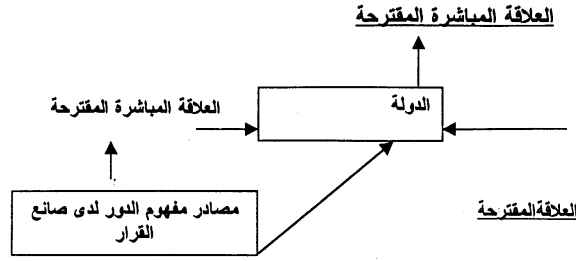 العلاقة المباشرة المقترحة
الدولة
العلاقة المباشرة المقترحة
مصادر مفهوم الدور لدى صانع
القرار
العلاقةالمقترحة